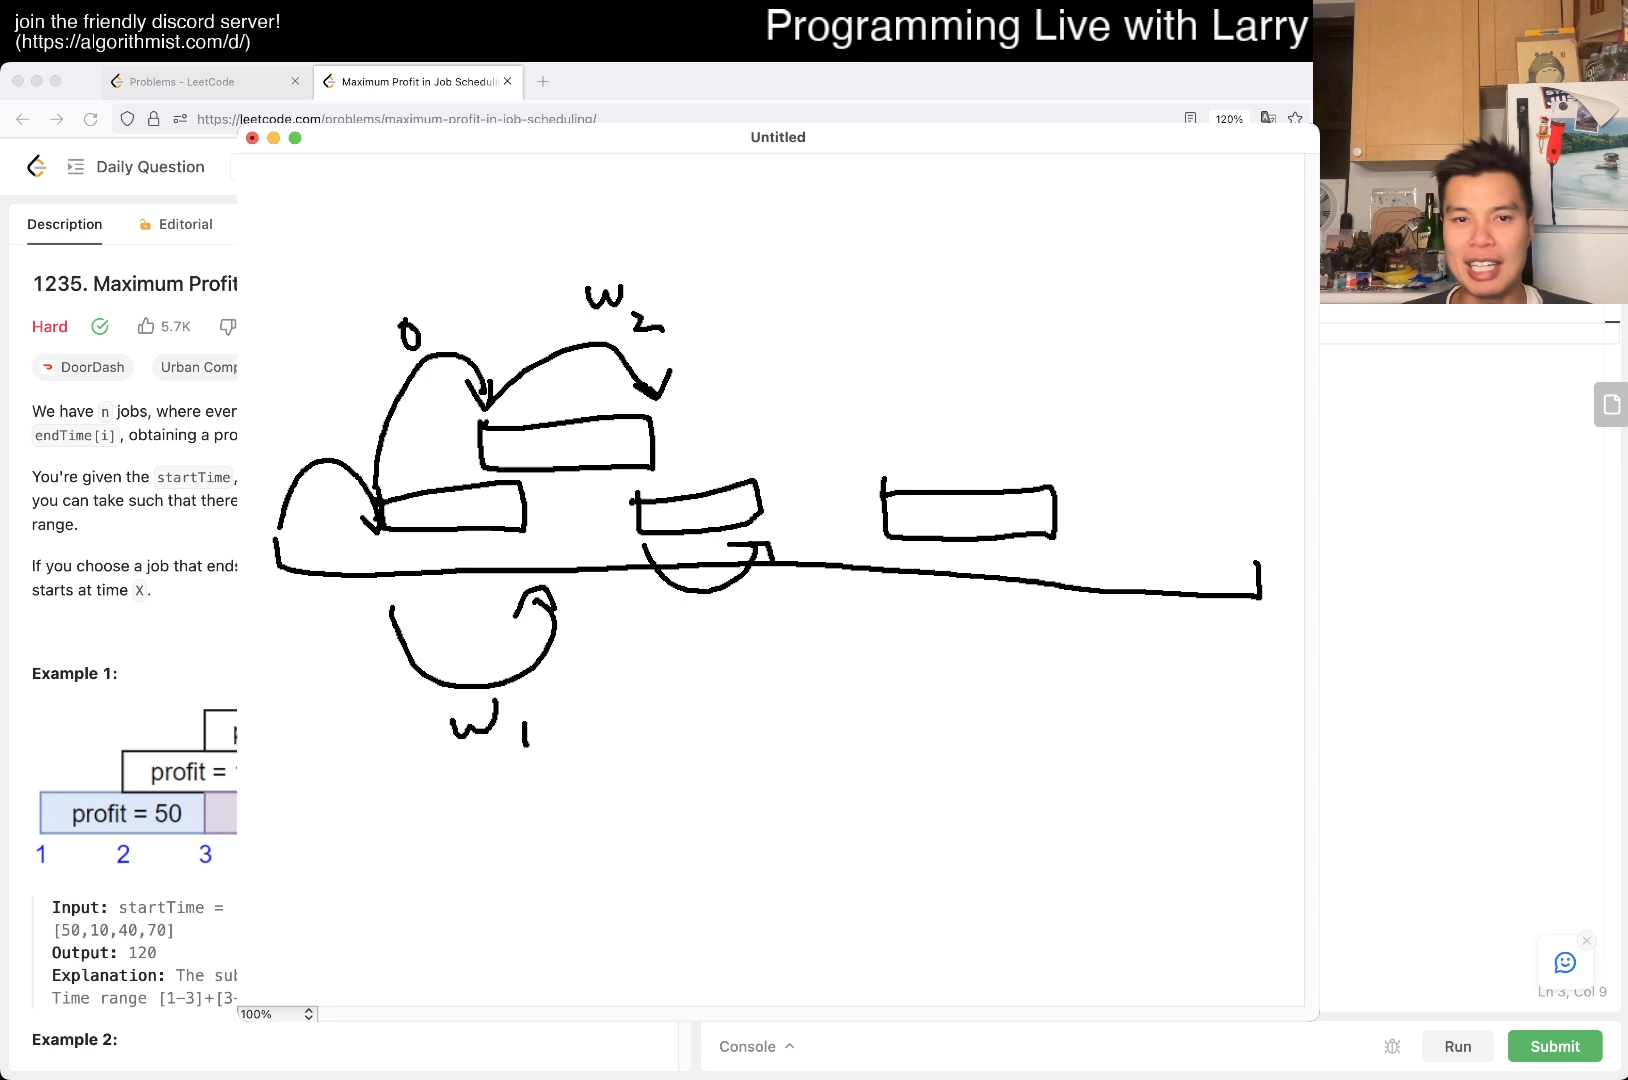 join the friendly discord server!
(https://algorithmist.com/d/)
Programming Live with Larry
Problems - LeetCode
Maximum Profit in Job Scheduli
https://leetcode.com/problems/maximum-profit-in-job-scheduling/
120%
Untitled
Daily Question
Description
Editorial
1235. Maximum Profit
Hard
5.7K
DoorDash
Urban Comp
We have n jobs, where ever
endTime[i], obtaining a pro
You're given the startTime,
you can take such that there
range.
If you choose a job that ends
starts at time X.
0
W 2
W 1
Example 1:
profit =
profit = 50
1 2 3
Input: startTime =
[50,10,40,70]
Output: 120
Explanation: The sub
Time range [1-3]+[3-
Example 2:
100%
Console
Ln 3, Col 9
Run
Submit